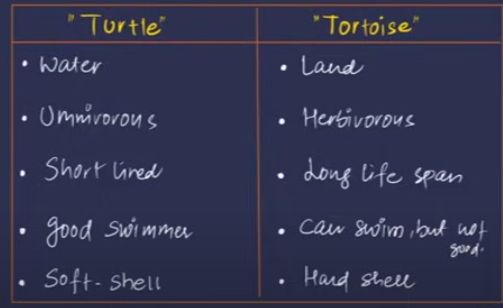 "Turtle"
"Tortoise"
• Water
• Land
• Ummivorous
• Herbivorous
• Short lived
• Long life span
• good swimmer
• Can swim, but not
good.
• Soft-shell
• Hard shell